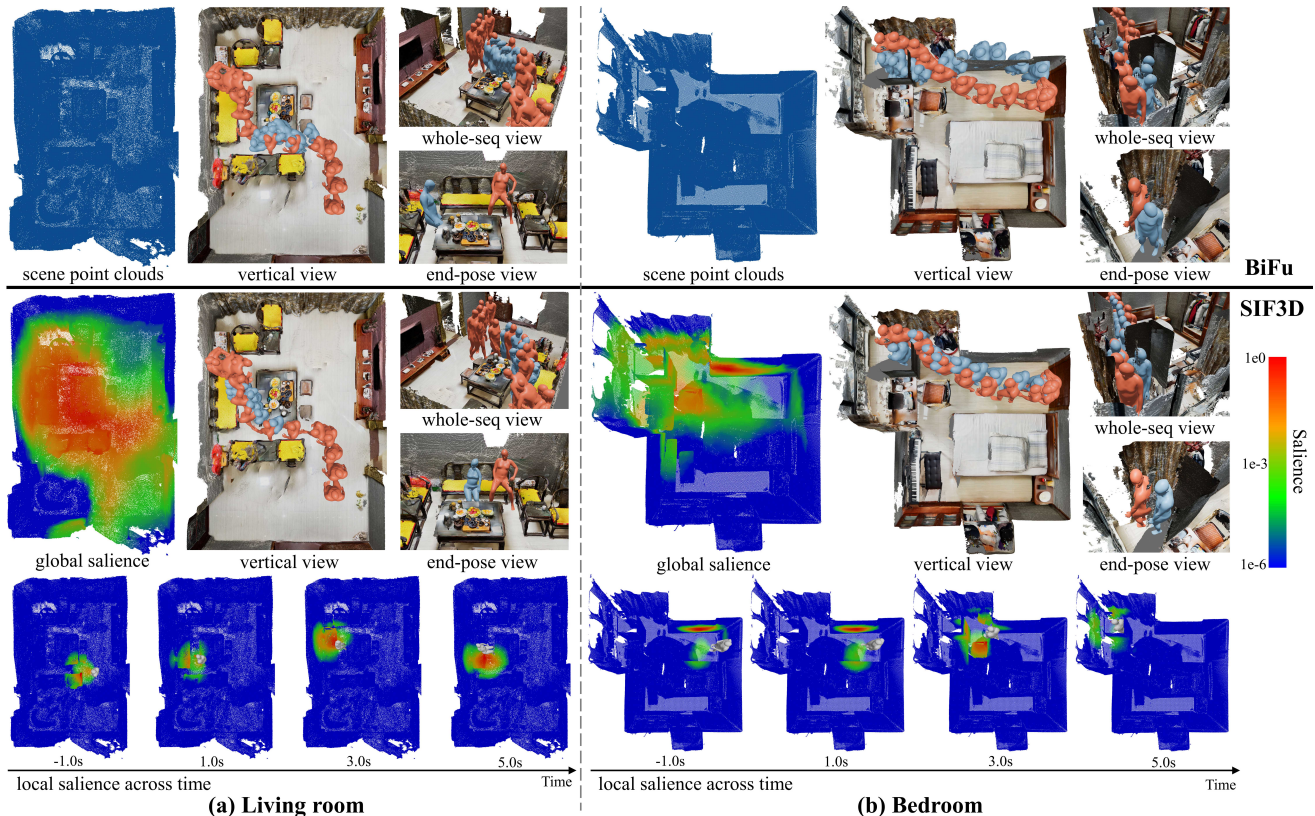 whole-seq view
scene point clouds
vertical view
end-pose view
whole-seq view
scene point clouds
vertical view
end-pose view
BiFu
SIF3D
whole-seq view
global salience
vertical view
end-pose view
whole-seq view
global salience
vertical view
end-pose view
1e0
1e-3
1e-6
Salience
-1.0s
1.0s
3.0s
5.0s
local salience across time
Time
-1.0s
1.0s
3.0s
5.0s
local salience across time
Time
(a) Living room
(b) Bedroom